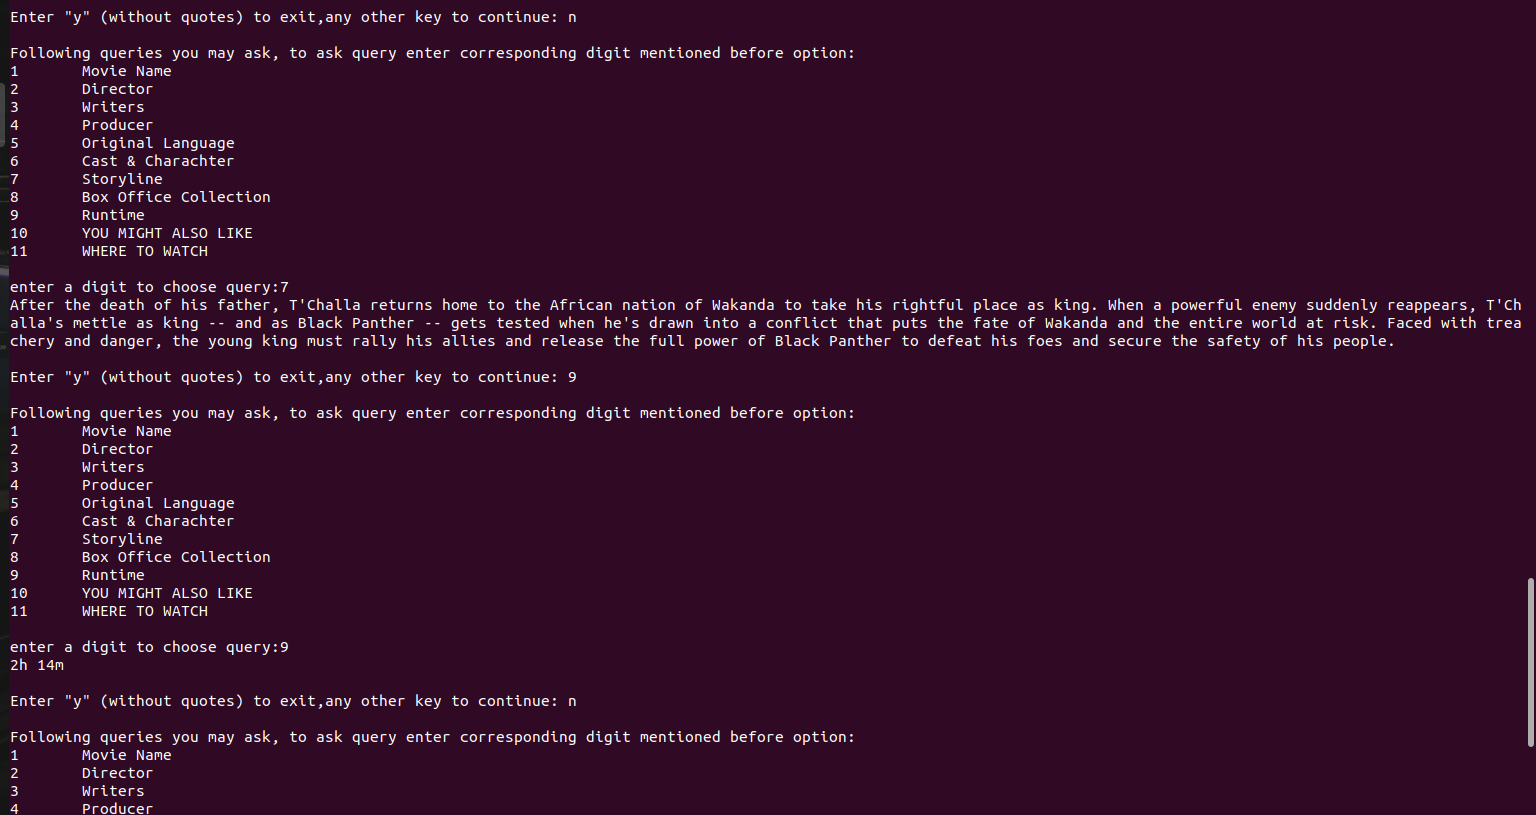 Enter "y" (without quotes) to exit,any other key to continue: n
Following queries you may ask, to ask query enter corresponding digit mentioned before option:
1 Movie Name
2 Director
3 Writers
4 Producer
5 Original Language
6 Cast & Charachter
7 Storyline
8 Box Office Collection
9 Runtime
10 YOU MIGHT ALSO LIKE
11 WHERE TO WATCH
enter a digit to choose query:7
After the death of his father, T'Challa returns home to the African nation of Wakanda to take his rightful place as king. When a powerful enemy suddenly reappears, T'Ch
alla's mettle as king -- and as Black Panther -- gets tested when he's drawn into a conflict that puts the fate of Wakanda and the entire world at risk. Faced with trea
chery and danger, the young king must rally his allies and release the full power of Black Panther to defeat his foes and secure the safety of his people.
Enter "y" (without quotes) to exit,any other key to continue: 9
Following queries you may ask, to ask query enter corresponding digit mentioned before option:
1 Movie Name
2 Director
3 Writers
4 Producer
5 Original Language
6 Cast & Charachter
7 Storyline
8 Box Office Collection
9 Runtime
10 YOU MIGHT ALSO LIKE
11 WHERE TO WATCH
enter a digit to choose query:9
2h 14m
Enter "y" (without quotes) to exit,any other key to continue: n
Following queries you may ask, to ask query enter corresponding digit mentioned before option:
1 Movie Name
2 Director
3 Writers
4 Producer